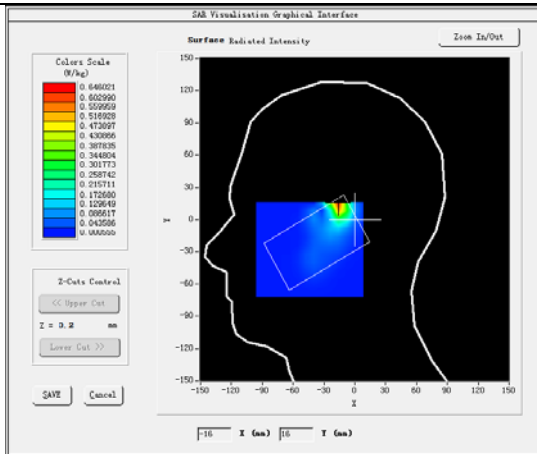 SAR Visualisation Graphical Interface
Surface Radiated Intensity
Zoom In/Out
Colors Scale
(W/kg)
0.646021
0.602990
0.559959
0.516928
0.473897
0.430866
0.387835
0.344804
0.301773
0.258742
0.215711
0.172680
0.129649
0.086617
0.043586
0.000555
Z-Cuts Control
<< Upper Cut
Z = 0.2 mm
Lower Cut >>
SAVE
Cancel
150
120
90
60
30
0
-30
-60
-90
-120
-150
Y
-150 -120 -90 -60 -30 0 30 60 90 120 150
X
-16 X (mm) 16 Y (mm)